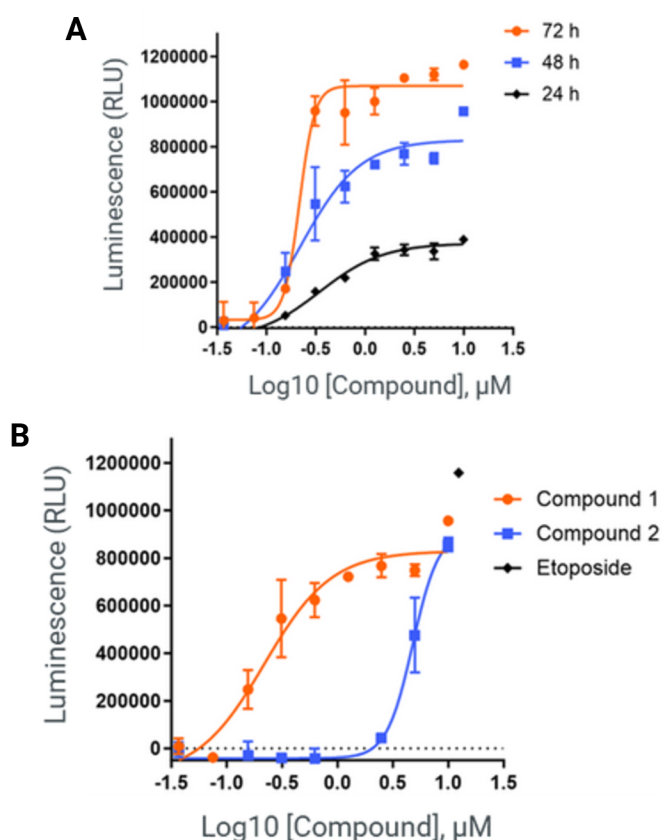 A
72 h
48 h
24 h
Luminescence (RLU)
1200000
1000000
800000
600000
400000
200000
0
-1.5 -1.0 -0.5 0.0 0.5 1.0 1.5
Log10 [Compound], μM
B
Compound 1
Compound 2
Etoposide
Luminescence (RLU)
1200000
1000000
800000
600000
400000
200000
0
-1.5 -1.0 -0.5 0.0 0.5 1.0 1.5
Log10 [Compound], μM